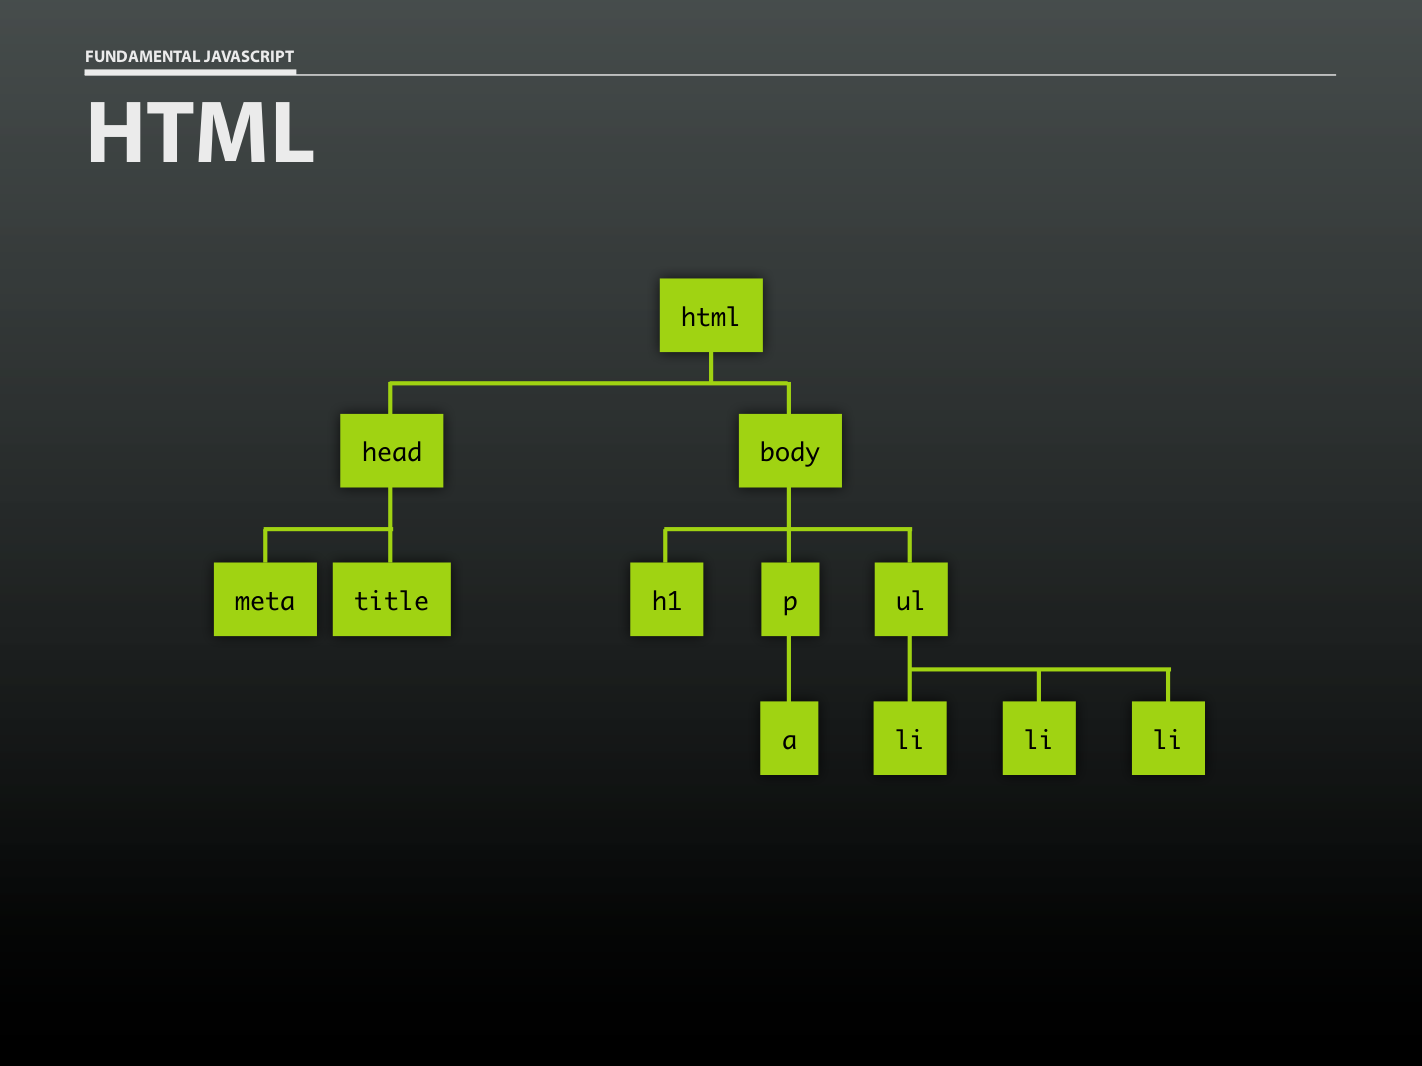 FUNDAMENTAL JAVASCRIPT
HTML
html
head
body
meta
title
h1
p
ul
a
li
li
li